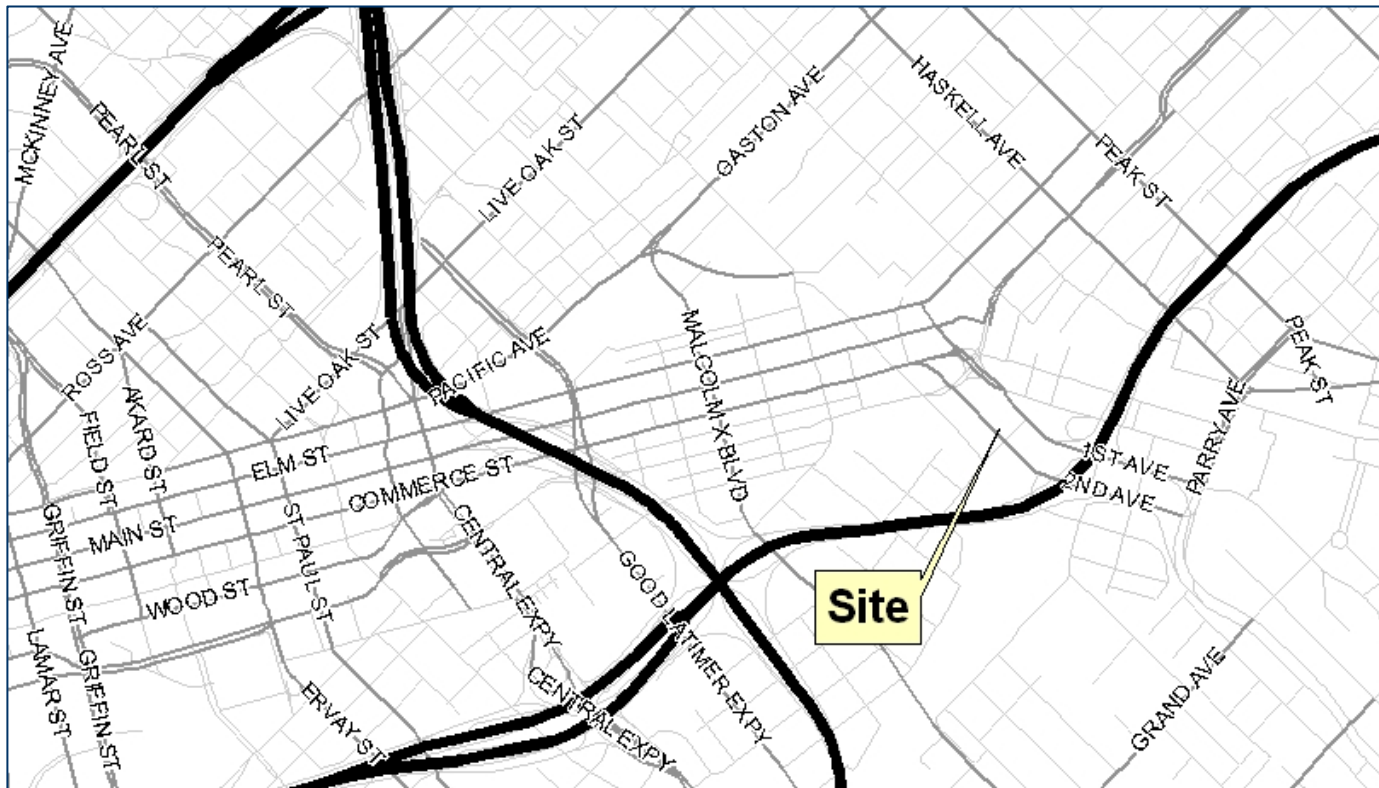 MCKINNEY AVE
PEARL ST
PEARL ST
LIVE OAK ST
GASTON AVE
HASKELL AVE
PEAK ST
ROSS AVE
LIVE OAK ST
PACIFIC AVE
MALCOLM X BLVD
PEAK ST
PARRY AVE
FIELD ST
AKARD ST
ELM ST
COMMERCE ST
1ST AVE
2ND AVE
MAIN ST
ST PAUL ST
CENTRAL EXPY
GRIFFIN ST
WOOD ST
GOOD LATIMER EXPY
Site
LAMAR ST
GRIFFIN ST
ERVAY ST
CENTRAL EXPY
GRAND AVE